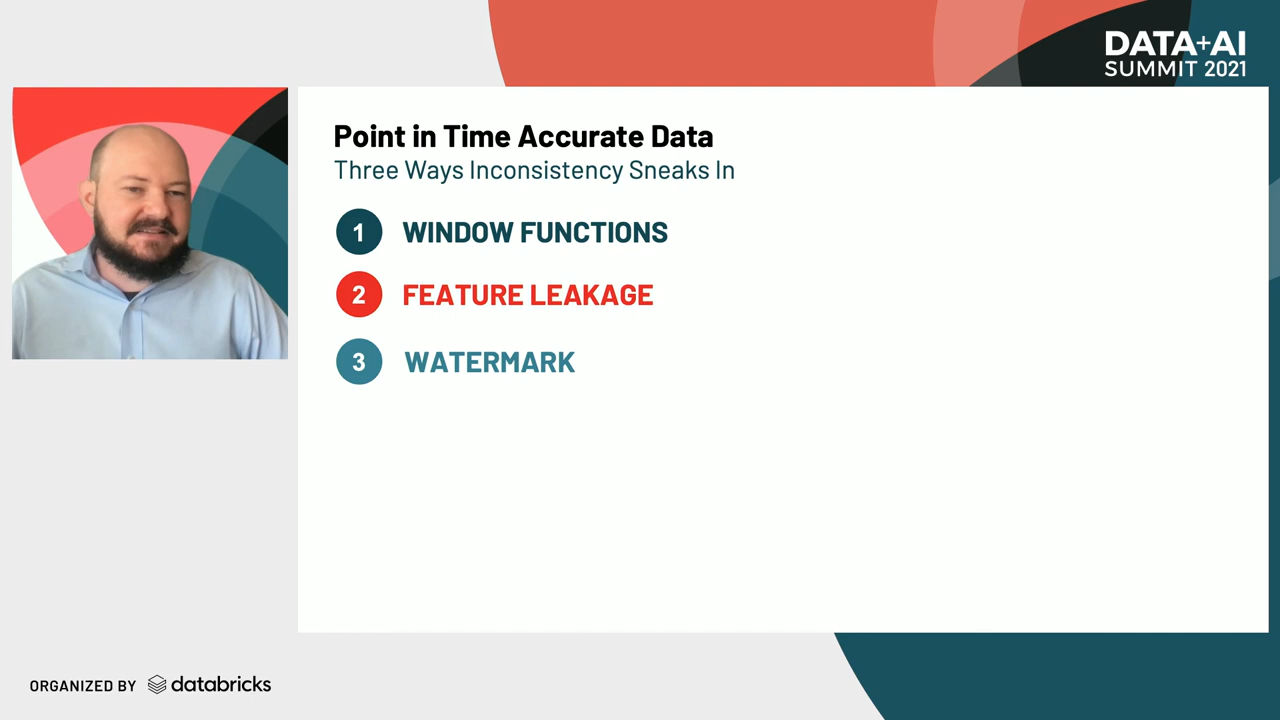 DATA+AI
SUMMIT 2021
Point in Time Accurate Data
Three Ways Inconsistency Sneaks In
1 WINDOW FUNCTIONS
2 FEATURE LEAKAGE
3 WATERMARK
ORGANIZED BY databricks